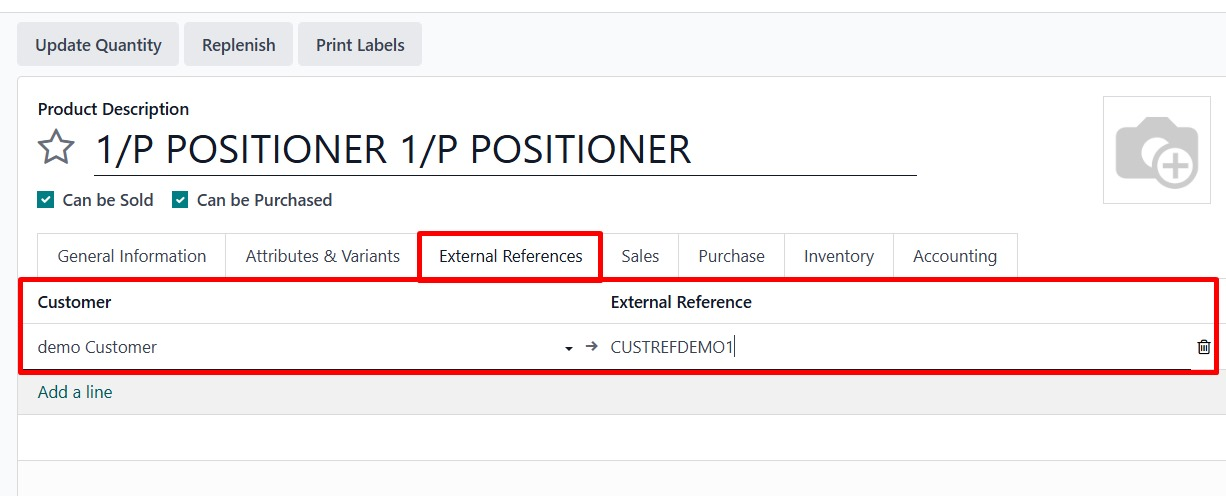 Update Quantity Replenish Print Labels
Product Description
1/P POSITIONER 1/P POSITIONER
Can be Sold Can be Purchased
General Information Attributes & Variants External References Sales Purchase Inventory Accounting
Customer External Reference
demo Customer CUSTREFDEMO1
Add a line